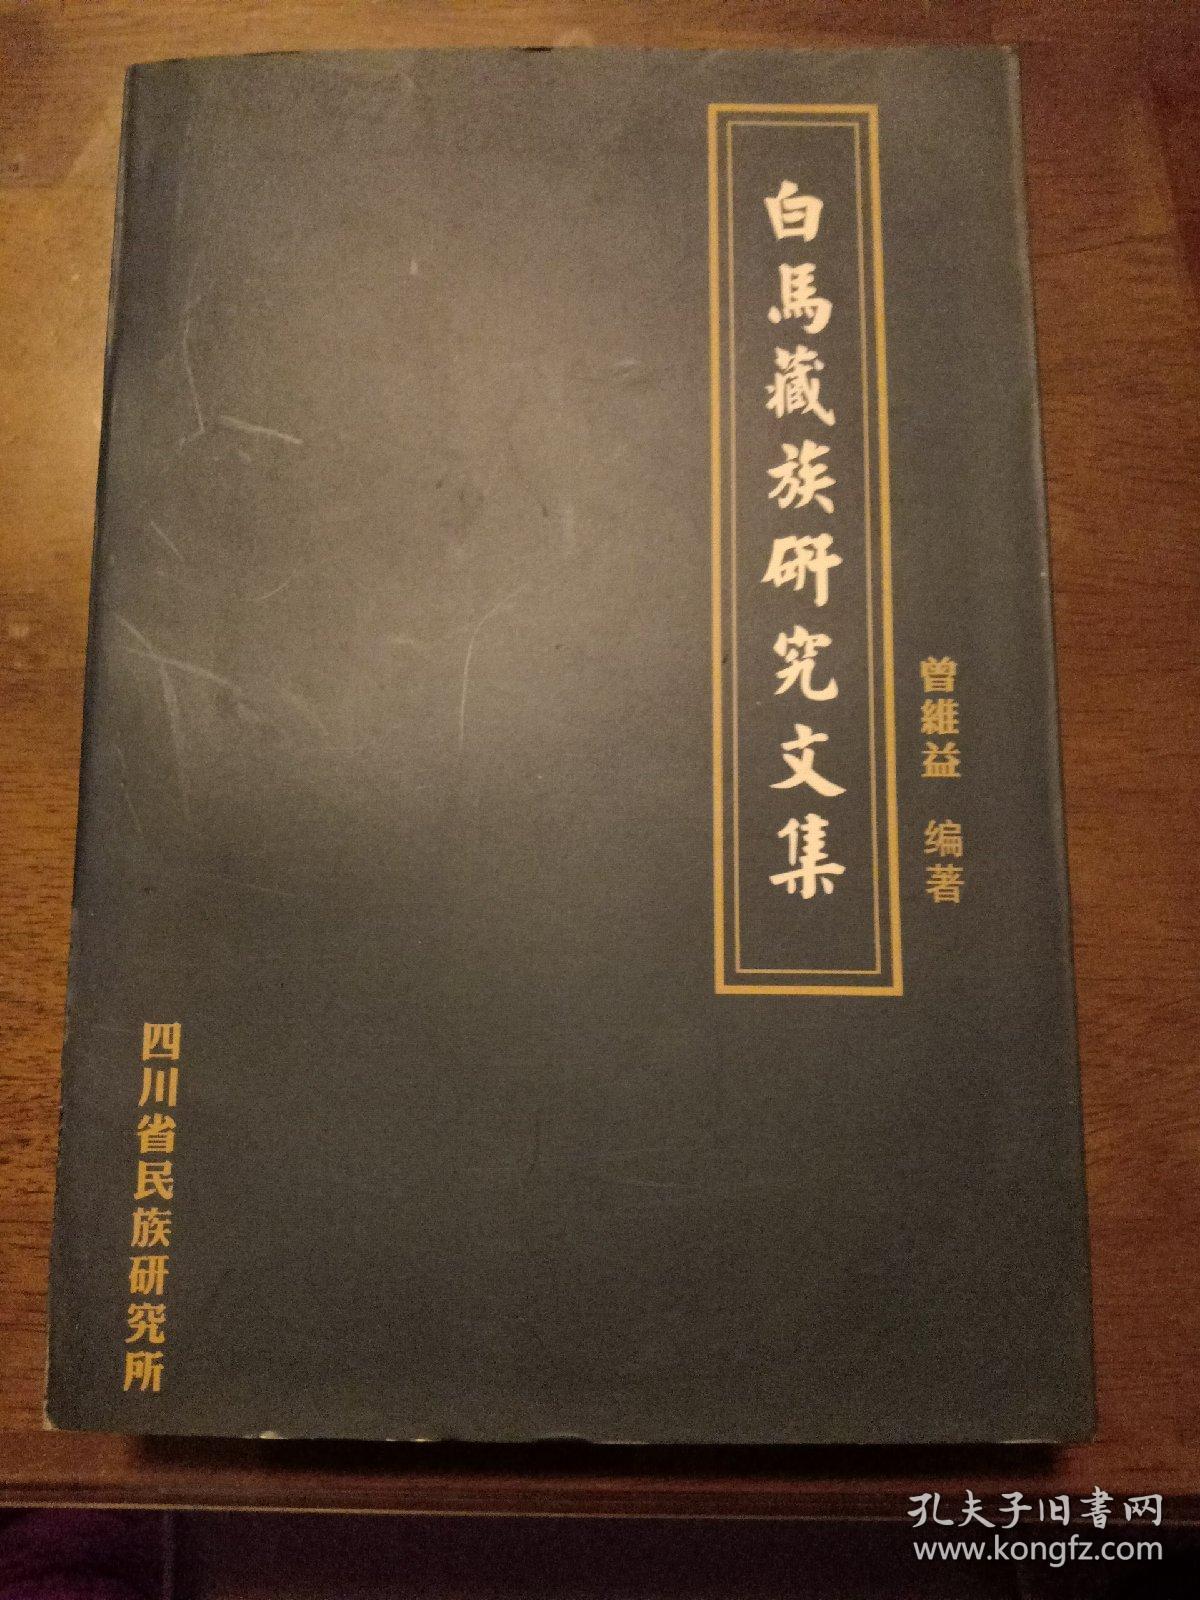 白馬藏族研究文集
曾維益 编著
四川省民族研究所
孔夫子旧書网
www.kongfz.com